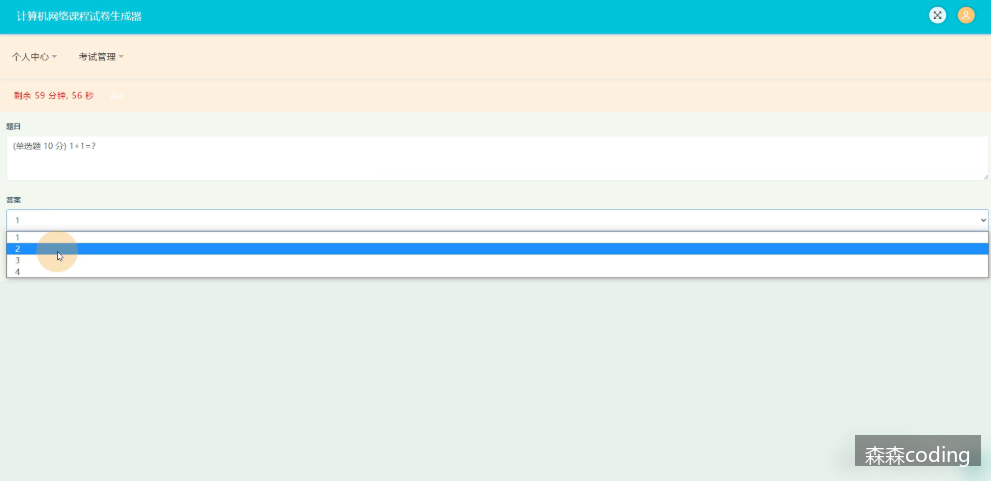 计算机网络课程试卷生成器
个人中心 考试管理
剩余 59 分钟, 56 秒
题目
(单选题 10 分) 1+1=?
答案
1
1
2
3
4
森森coding